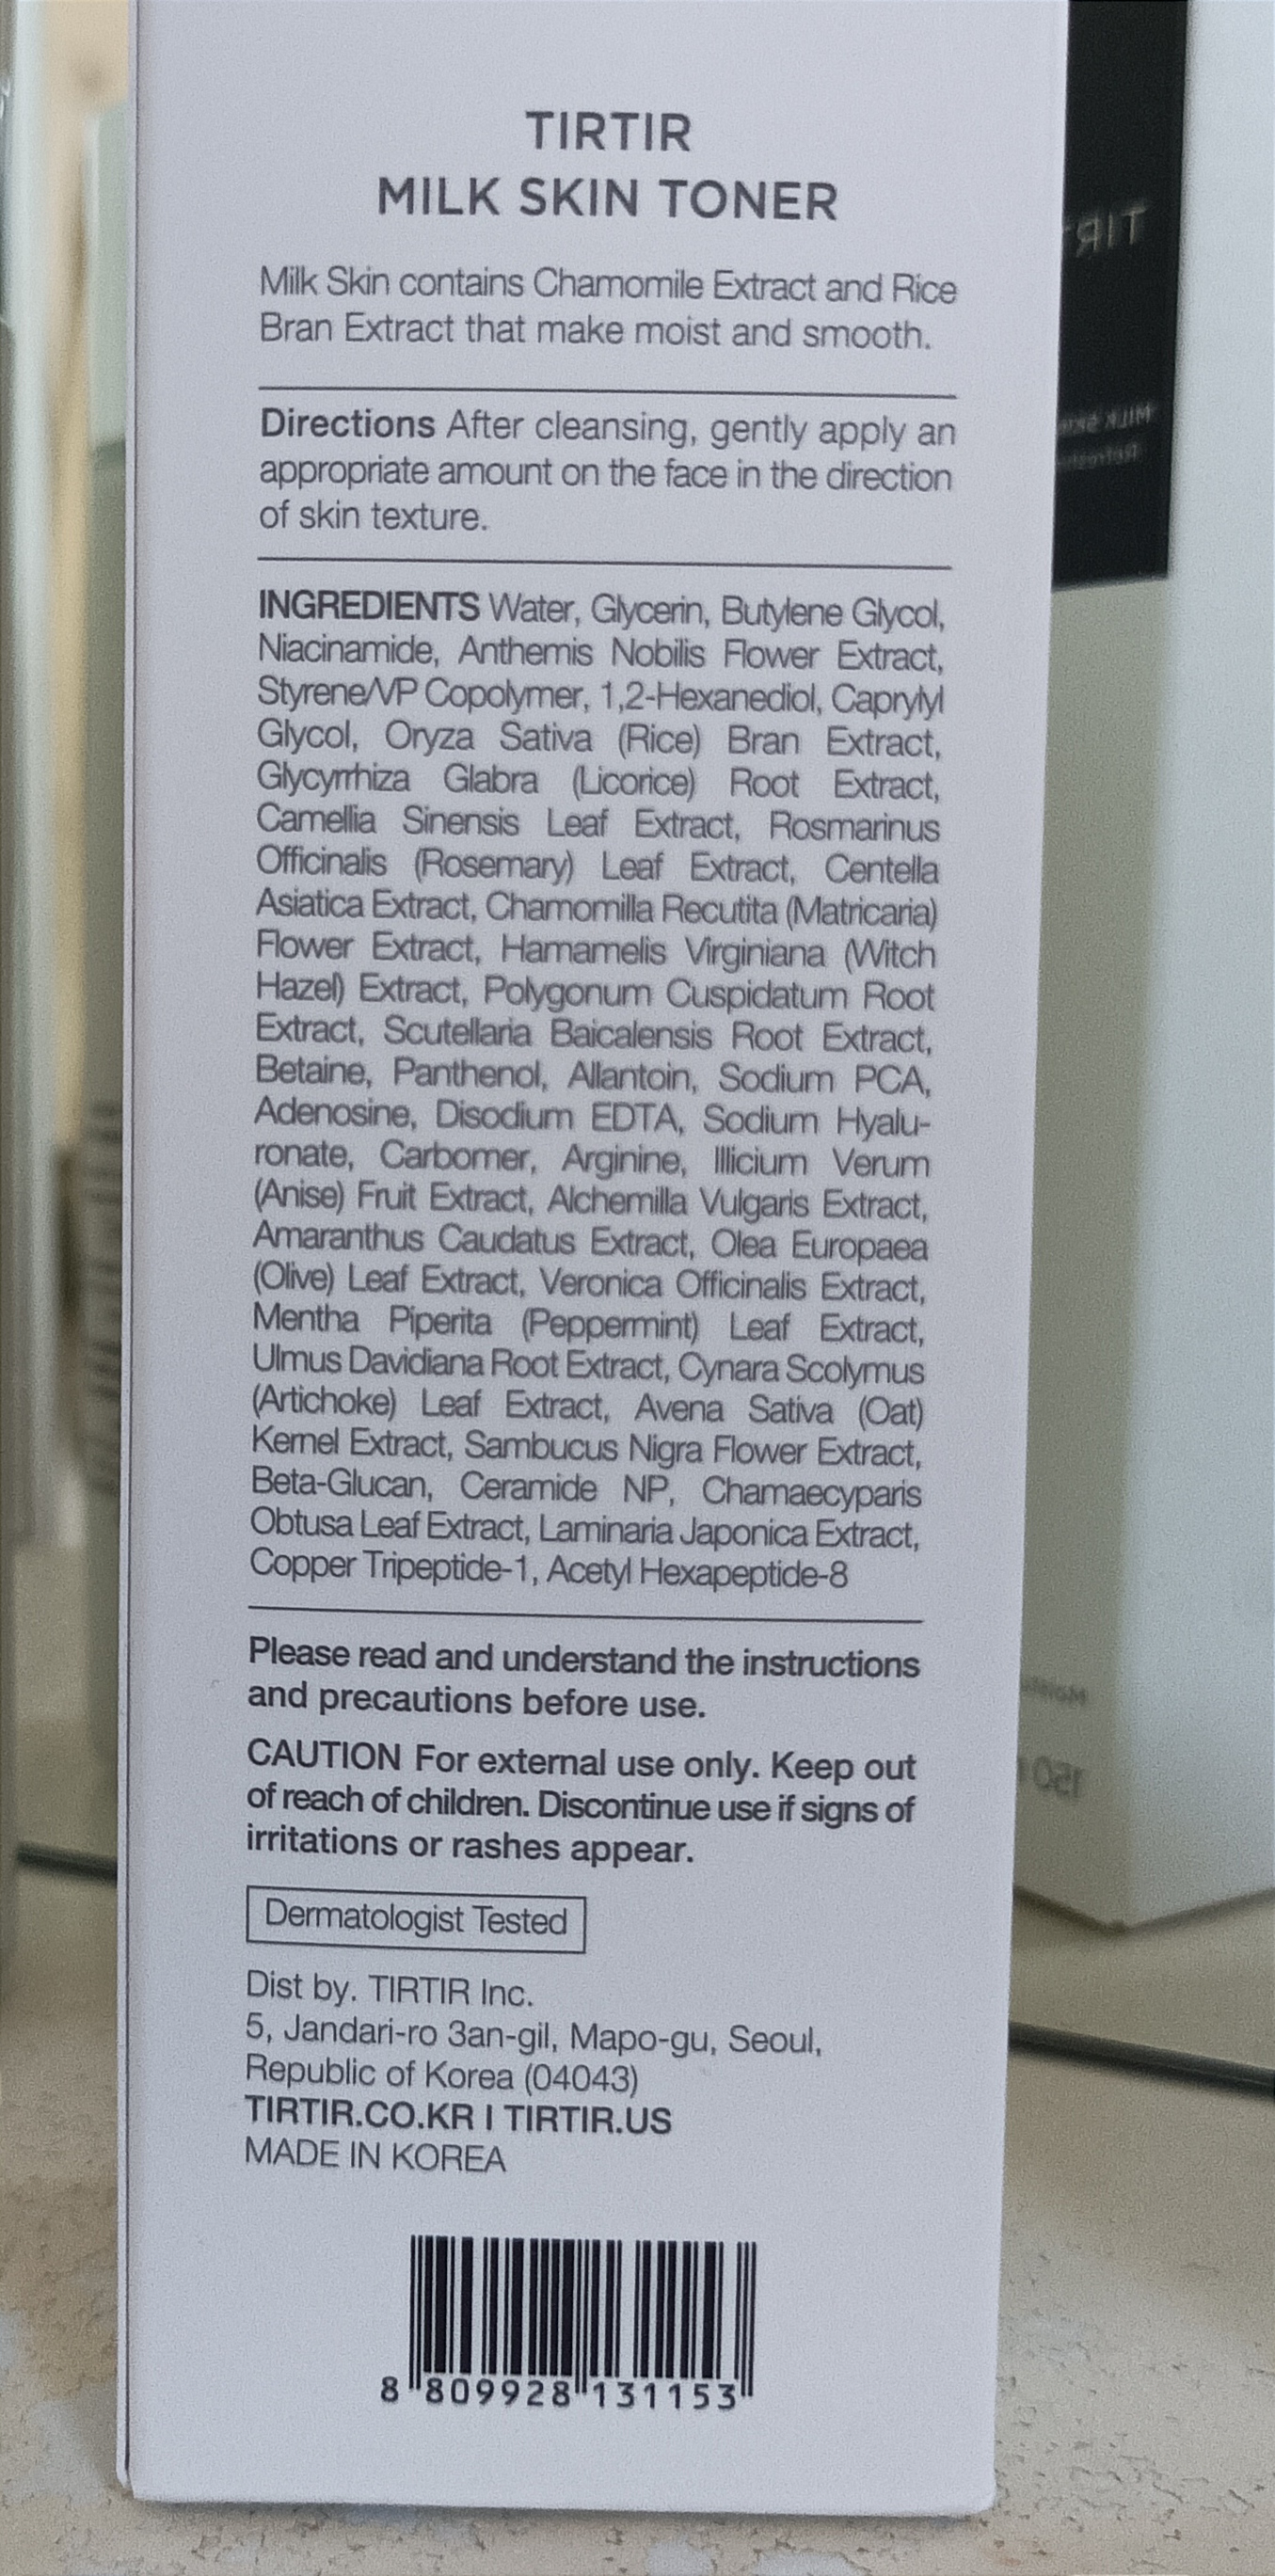 TIRTIR
MILK SKIN TONER
Milk Skin contains Chamomile Extract and Rice
Bran Extract that make moist and smooth.
Directions After cleansing, gently apply an
appropriate amount on the face in the direction
of skin texture.
INGREDIENTS Water, Glycerin, Butylene Glycol,
Niacinamide, Anthemis Nobilis Flower Extract,
Styrene/VP Copolymer, 1,2-Hexanediol, Caprylyl
Glycol, Oryza Sativa (Rice) Bran Extract,
Glycyrrhiza Glabra (Licorice) Root Extract,
Camellia Sinensis Leaf Extract, Rosmarinus
Officinalis (Rosemary) Leaf Extract, Centella
Asiatica Extract, Chamomilla Recutita (Matricaria)
Flower Extract, Hamamelis Virginiana (Witch
Hazel) Extract, Polygonum Cuspidatum Root
Extract, Scutellaria Baicalensis Root Extract,
Betaine, Panthenol, Allantoin, Sodium PCA,
Adenosine, Disodium EDTA, Sodium Hyalu-
ronate, Carbomer, Arginine, Illicium Verum
(Anise) Fruit Extract, Alchemilla Vulgaris Extract,
Amaranthus Caudatus Extract, Olea Europaea
(Olive) Leaf Extract, Veronica Officinalis Extract,
Mentha Piperita (Peppermint) Leaf Extract,
Ulmus Davidiana Root Extract, Cynara Scolymus
(Artichoke) Leaf Extract, Avena Sativa (Oat)
Kernel Extract, Sambucus Nigra Flower Extract,
Beta-Glucan, Ceramide NP, Chamaecyparis
Obtusa Leaf Extract, Laminaria Japonica Extract,
Copper Tripeptide-1, Acetyl Hexapeptide-8
Please read and understand the instructions
and precautions before use.
CAUTION For external use only. Keep out
of reach of children. Discontinue use if signs of
irritations or rashes appear.
Dermatologist Tested
Dist by. TIRTIR Inc.
5, Jandari-ro 3an-gil, Mapo-gu, Seoul,
Republic of Korea (04043)
TIRTIR.CO.KR I TIRTIR.US
MADE IN KOREA
8 809928 131153